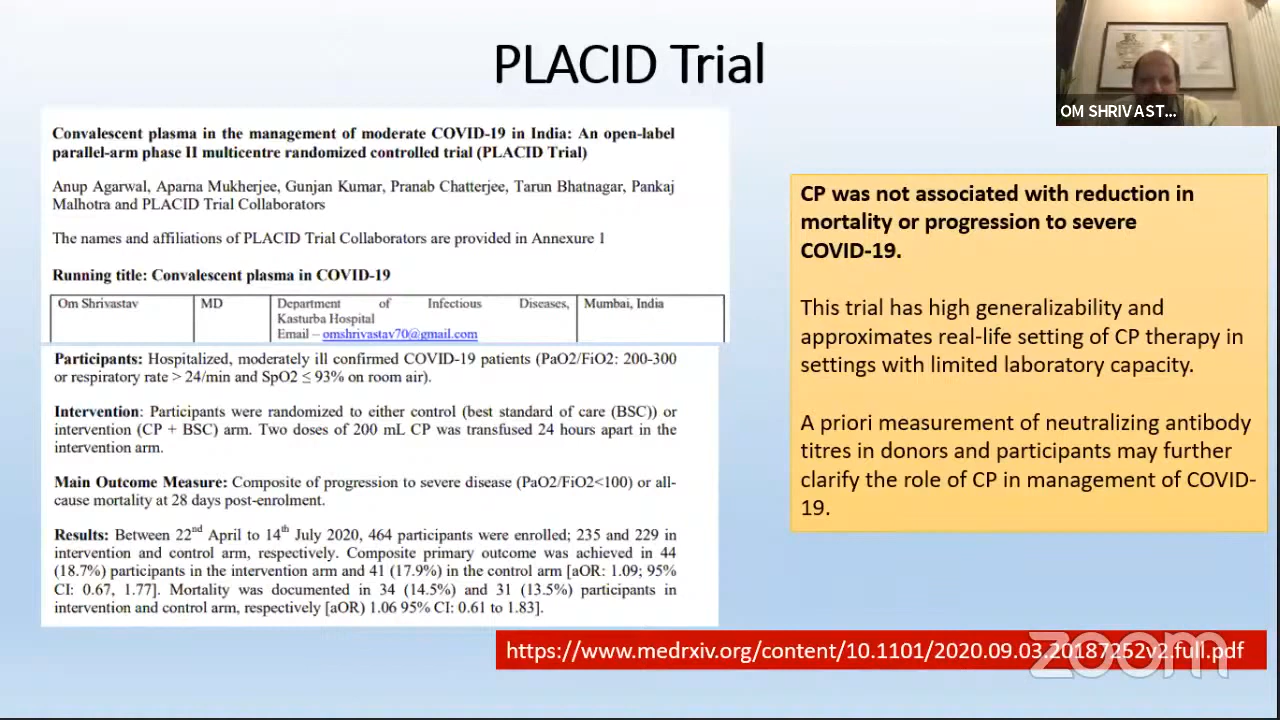 PLACID Trial
OM SHRIVAST...
Convalescent plasma in the management of moderate COVID-19 in India: An open-label
parallel-arm phase II multicentre randomized controlled trial (PLACID Trial)
Anup Agarwal, Aparna Mukherjee, Gunjan Kumar, Pranab Chatterjee, Tarun Bhatnagar, Pankaj
Malhotra and PLACID Trial Collaborators
The names and affiliations of PLACID Trial Collaborators are provided in Annexure 1
Running title: Convalescent plasma in COVID-19
Om Shrivastav MD Department of Infectious Diseases, Mumbai, India
Kasturba Hospital
Email – omshrivastav70@gmail.com
Participants: Hospitalized, moderately ill confirmed COVID-19 patients (PaO2/FiO2: 200-300
or respiratory rate > 24/min and SpO2 ≤ 93% on room air).
Intervention: Participants were randomized to either control (best standard of care (BSC)) or
intervention (CP + BSC) arm. Two doses of 200 mL CP was transfused 24 hours apart in the
intervention arm.
Main Outcome Measure: Composite of progression to severe disease (PaO2/FiO2<100) or all-
cause mortality at 28 days post-enrolment.
Results: Between 22nd April to 14th July 2020, 464 participants were enrolled; 235 and 229 in
intervention and control arm, respectively. Composite primary outcome was achieved in 44
(18.7%) participants in the intervention arm and 41 (17.9%) in the control arm [aOR: 1.09; 95%
CI: 0.67, 1.77]. Mortality was documented in 34 (14.5%) and 31 (13.5%) participants in
intervention and control arm, respectively [aOR) 1.06 95% CI: 0.61 to 1.83].
CP was not associated with reduction in
mortality or progression to severe
COVID-19.
This trial has high generalizability and
approximates real-life setting of CP therapy in
settings with limited laboratory capacity.
A priori measurement of neutralizing antibody
titres in donors and participants may further
clarify the role of CP in management of COVID-
19.
https://www.medrxiv.org/content/10.1101/2020.09.03.20187252v2.full.pdf
zoom